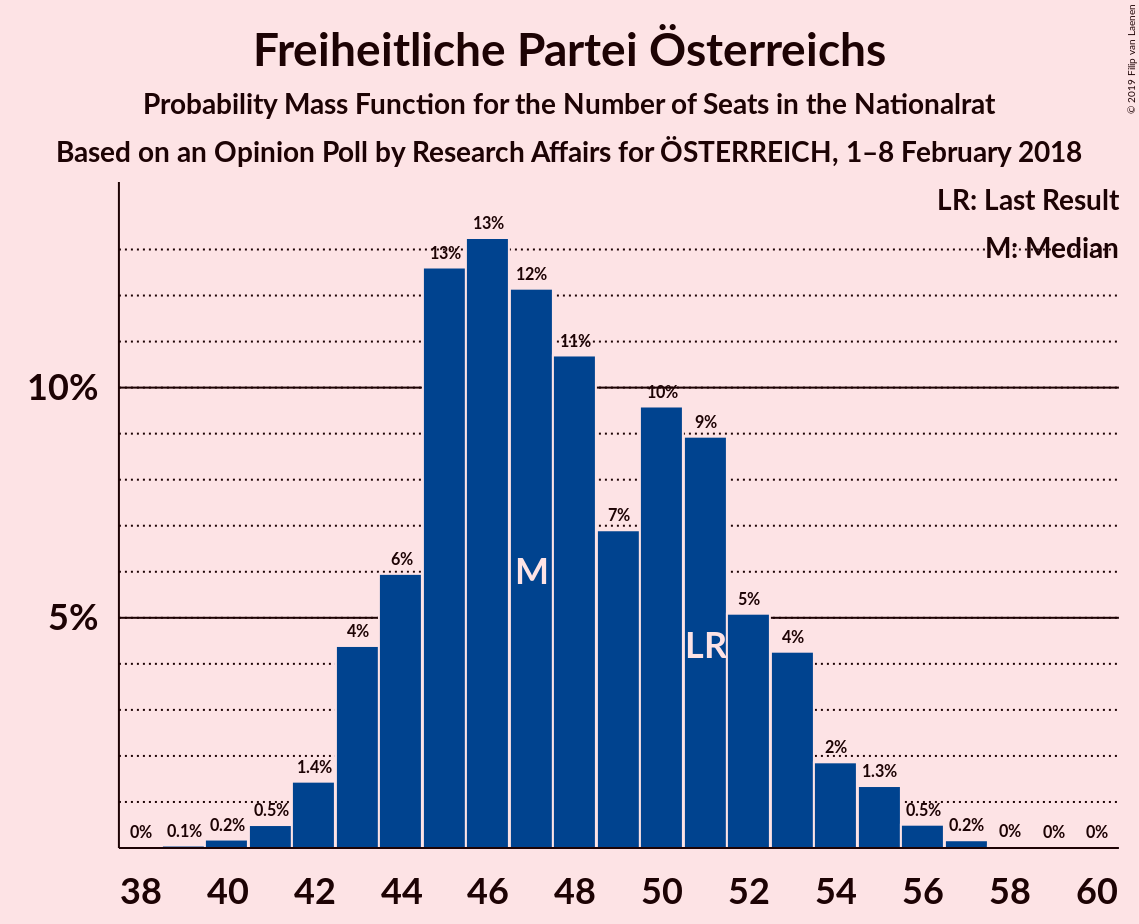 Freiheitliche Partei Österreichs
Probability Mass Function for the Number of Seats in the Nationalrat
Based on an Opinion Poll by Research Affairs for ÖSTERREICH, 1–8 February 2018
© 2019 Filip van Laenen
LR: Last Result
M: Median
10%
5%
0%
0.1%
0.2%
0.5%
1.4%
4%
6%
13%
13%
12%
11%
7%
10%
9%
5%
4%
2%
1.3%
0.5%
0.2%
0%
0%
0%
M
LR
38 40 42 44 46 48 50 52 54 56 58 60